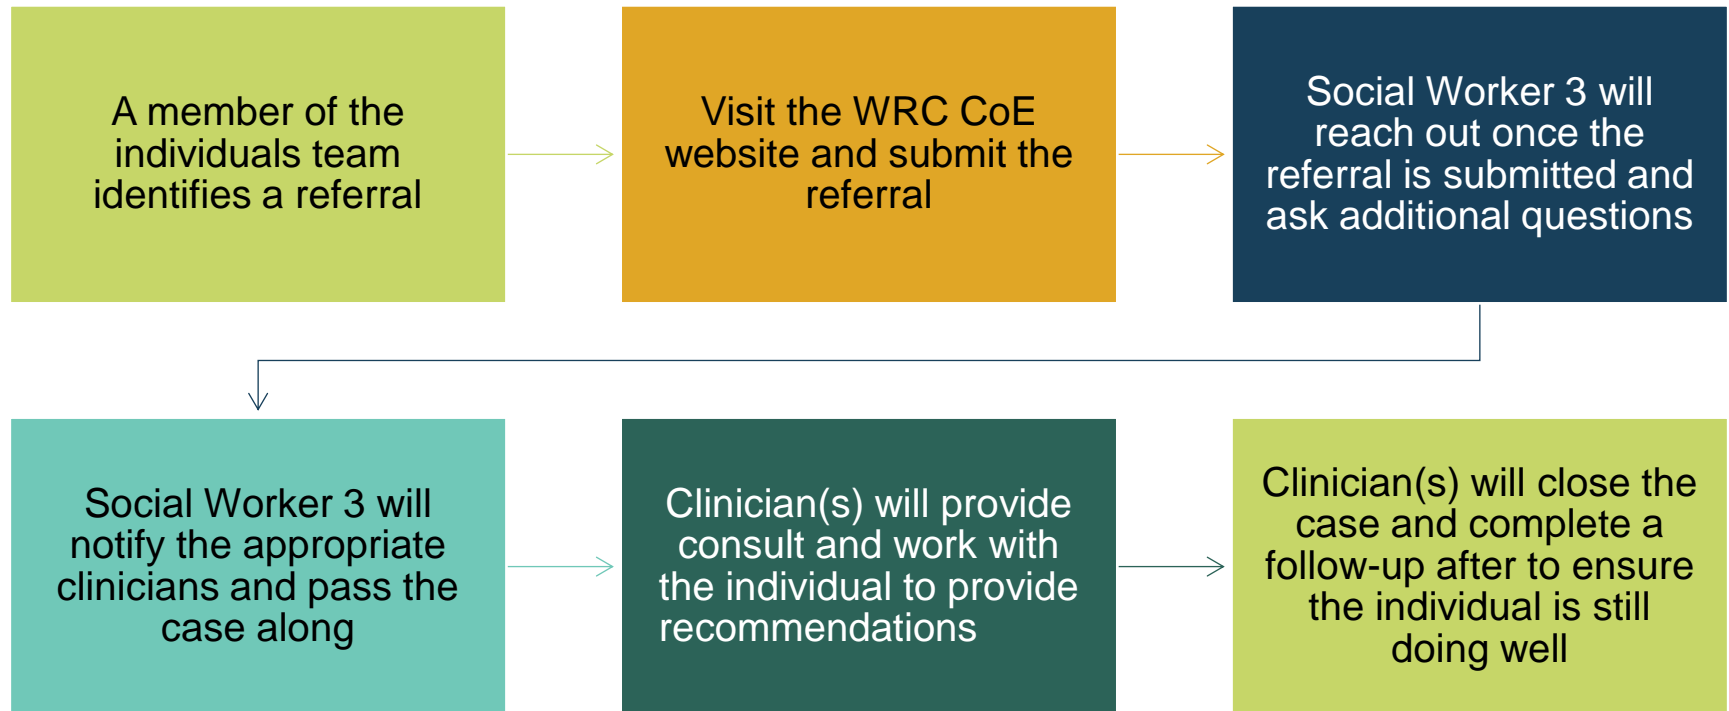 A member of the
individuals team
identifies a referral
Visit the WRC CoE
website and submit the
referral
Social Worker 3 will
reach out once the
referral is submitted and
ask additional questions
Social Worker 3 will
notify the appropriate
clinicians and pass the
case along
Clinician(s) will provide
consult and work with
the individual to provide
recommendations
Clinician(s) will close the
case and complete a
follow-up after to ensure
the individual is still
doing well